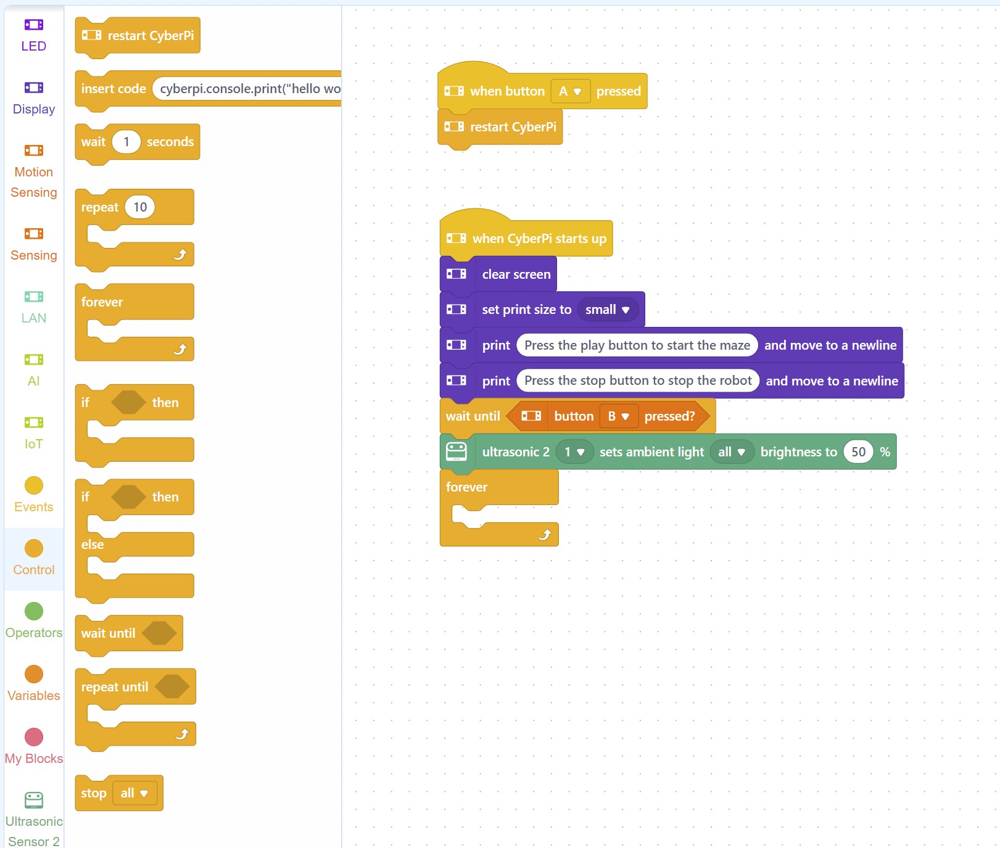 LED
Display
Motion
Sensing
Sensing
LAN
AI
IoT
Events
Control
Operators
Variables
My Blocks
Ultrasonic
Sensor 2
restart CyberPi
insert code cyberpi.console.print("hello wo
wait 1 seconds
repeat 10
forever
if then
if then
else
wait until
repeat until
stop all
when button A pressed
restart CyberPi
when CyberPi starts up
clear screen
set print size to small
print Press the play button to start the maze and move to a newline
print Press the stop button to stop the robot and move to a newline
wait until button B pressed?
ultrasonic 2 1 sets ambient light all brightness to 50 %
forever